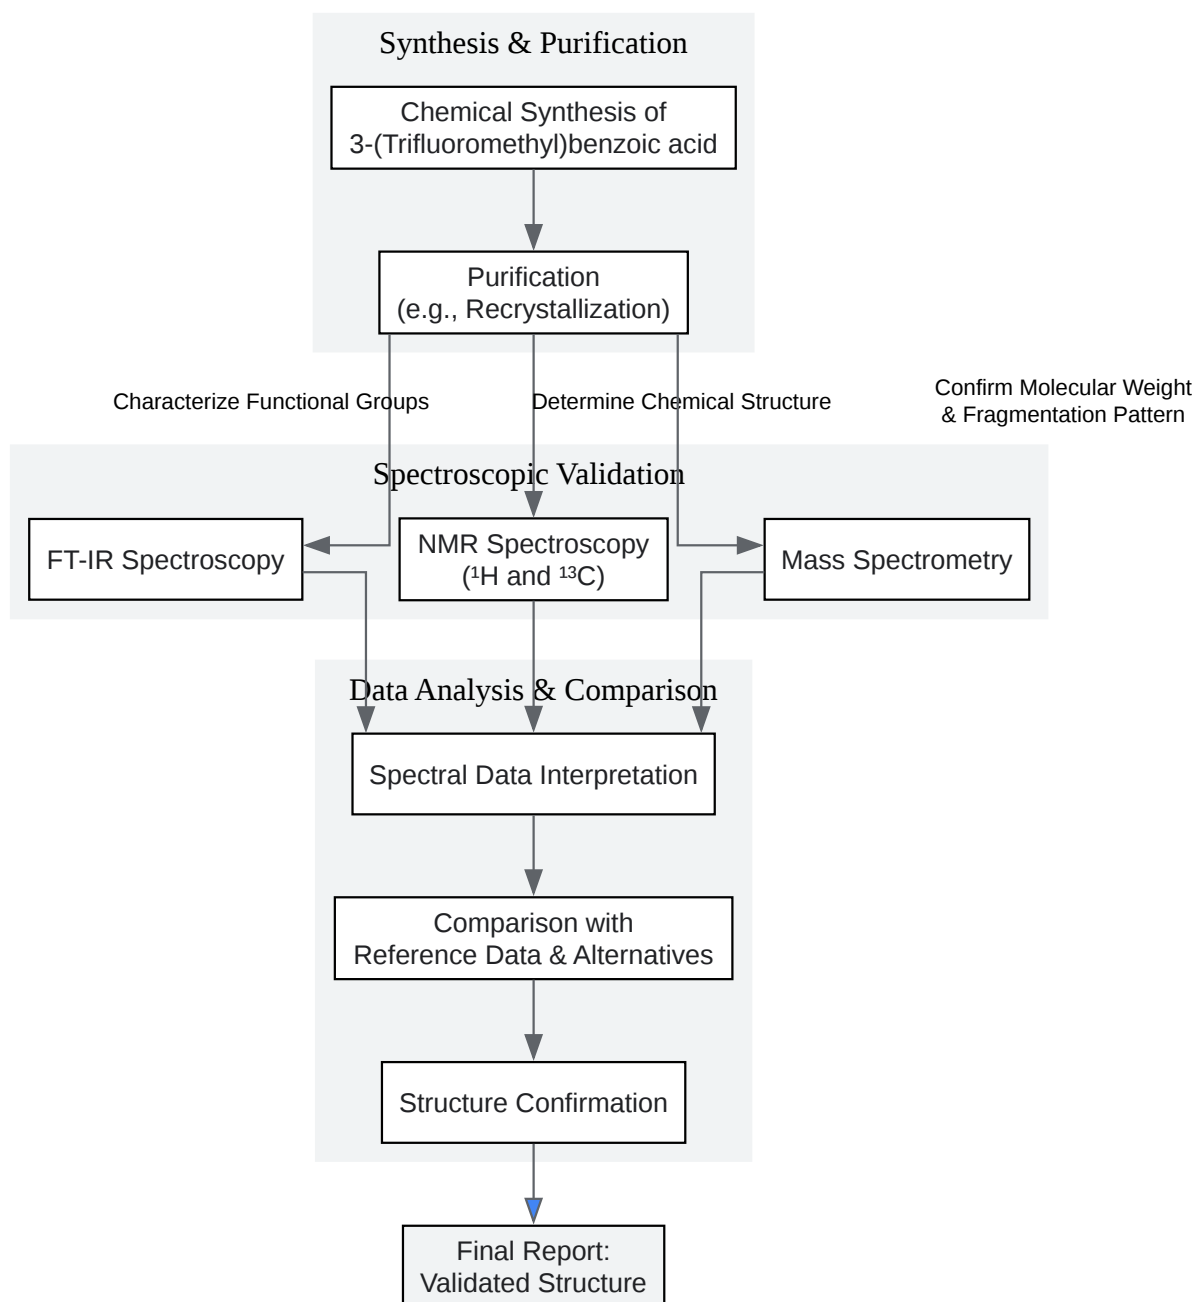 Synthesis & Purification
Chemical Synthesis of
3-(Trifluoromethyl)benzoic acid
Purification
(e.g., Recrystallization)
Characterize Functional Groups
Determine Chemical Structure
Confirm Molecular Weight
& Fragmentation Pattern
Spectroscopic Validation
FT-IR Spectroscopy
NMR Spectroscopy
(¹H and ¹³C)
Mass Spectrometry
Data Analysis & Comparison
Spectral Data Interpretation
Comparison with
Reference Data & Alternatives
Structure Confirmation
Final Report:
Validated Structure